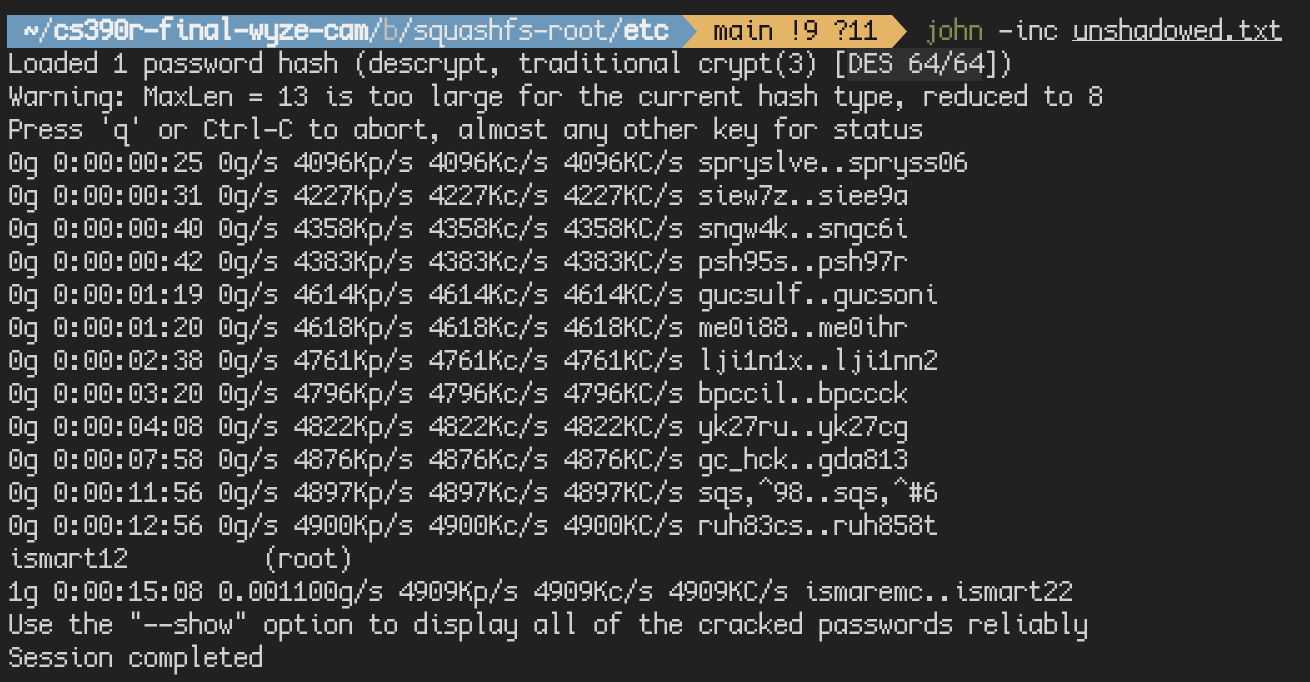 ~/cs390r-final-wyze-cam/b/squashfs-root/etc main !9 ?11 john -inc unshadowed.txt
Loaded 1 password hash (descrypt, traditional crypt(3) [DES 64/64])
Warning: MaxLen = 13 is too large for the current hash type, reduced to 8
Press 'q' or Ctrl-C to abort, almost any other key for status
0g 0:00:00:25 0g/s 4096Kp/s 4096Kc/s 4096KC/s spryslve..spryss06
0g 0:00:00:31 0g/s 4227Kp/s 4227Kc/s 4227KC/s siew7z..siee9a
0g 0:00:00:40 0g/s 4358Kp/s 4358Kc/s 4358KC/s sngw4k..sngc6i
0g 0:00:00:42 0g/s 4383Kp/s 4383Kc/s 4383KC/s psh95s..psh97r
0g 0:00:01:19 0g/s 4614Kp/s 4614Kc/s 4614KC/s gucsulf..gucsoni
0g 0:00:01:20 0g/s 4618Kp/s 4618Kc/s 4618KC/s me0i88..me0ihr
0g 0:00:02:38 0g/s 4761Kp/s 4761Kc/s 4761KC/s lji1n1x..lji1nn2
0g 0:00:03:20 0g/s 4796Kp/s 4796Kc/s 4796KC/s bpccil..bpccck
0g 0:00:04:08 0g/s 4822Kp/s 4822Kc/s 4822KC/s yk27ru..yk27cg
0g 0:00:07:58 0g/s 4876Kp/s 4876Kc/s 4876KC/s gc_hck..gda813
0g 0:00:11:56 0g/s 4897Kp/s 4897Kc/s 4897KC/s sqs,^98..sqs,^#6
0g 0:00:12:56 0g/s 4900Kp/s 4900Kc/s 4900KC/s ruh83cs..ruh858t
ismart12 (root)
1g 0:00:15:08 0.001100g/s 4909Kp/s 4909Kc/s 4909KC/s ismaremc..ismart22
Use the "--show" option to display all of the cracked passwords reliably
Session completed